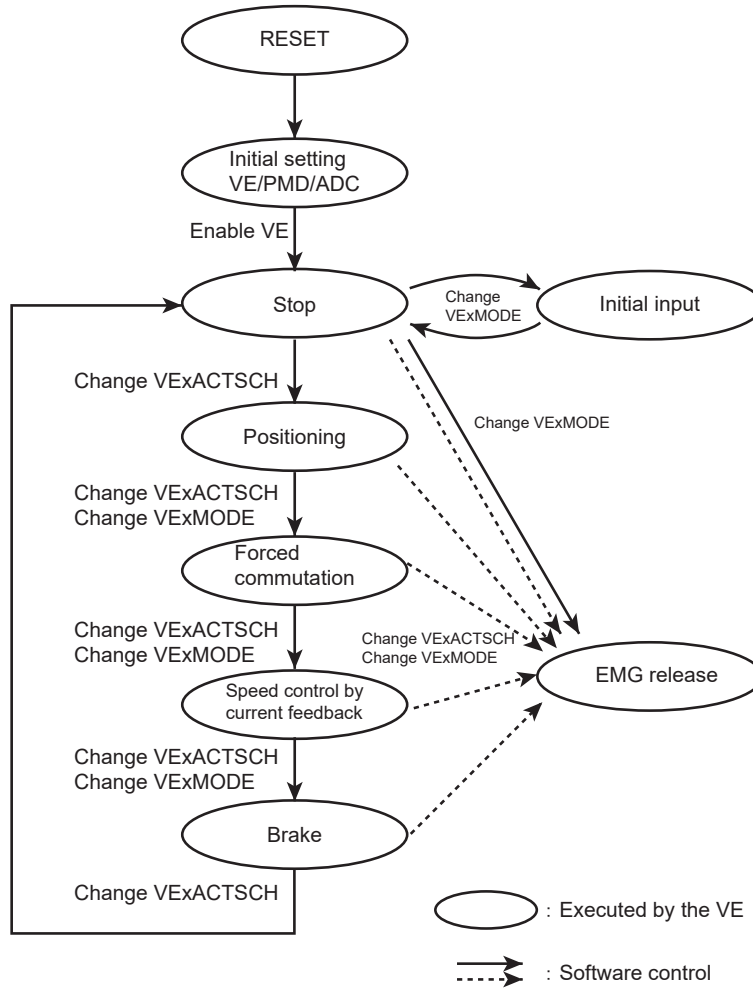 RESET
Initial setting
VE/PMD/ADC
Enable VE
Stop
Change
VExMODE
Initial input
Change VExACTSCH
Change VExMODE
Positioning
Change VExACTSCH
Change VExMODE
Forced
commutation
Change VExACTSCH
Change VExMODE
Change VExACTSCH
Change VExMODE
Speed control by
current feedback
EMG release
Change VExACTSCH
Change VExMODE
Brake
Change VExACTSCH
: Executed by the VE
: Software control